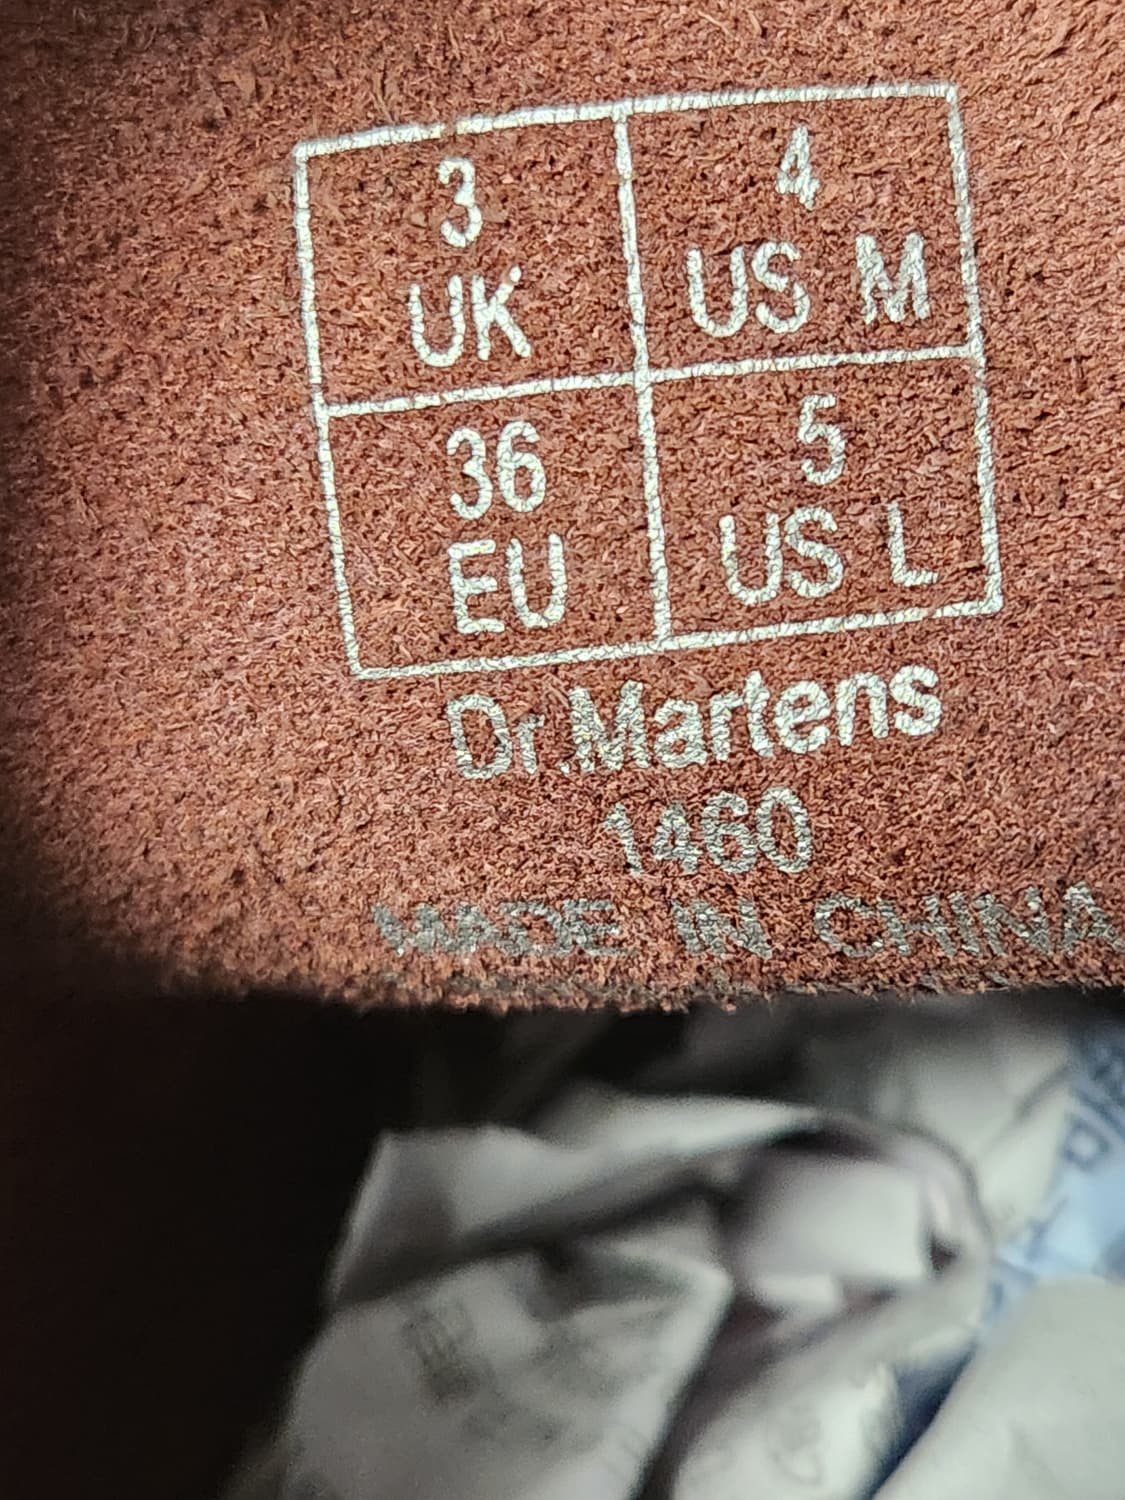 3
UK
4
US M
36
EU
5
US L
Dr.Martens
1460
MADE IN CHINA